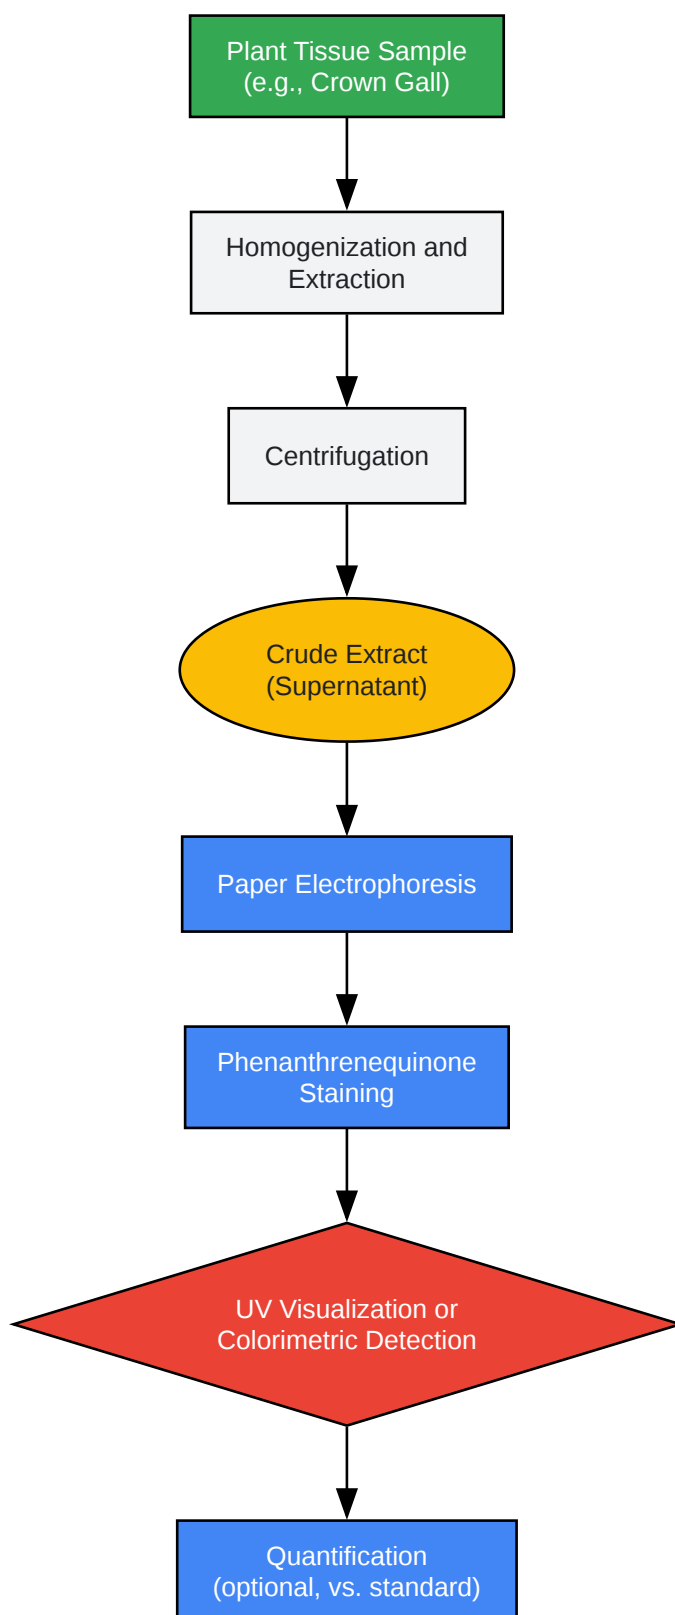 Plant Tissue Sample
(e.g., Crown Gall)
Homogenization and
Extraction
Centrifugation
Crude Extract
(Supernatant)
Paper Electrophoresis
Phenanthrenequinone
Staining
UV Visualization or
Colorimetric Detection
Quantification
(optional, vs. standard)